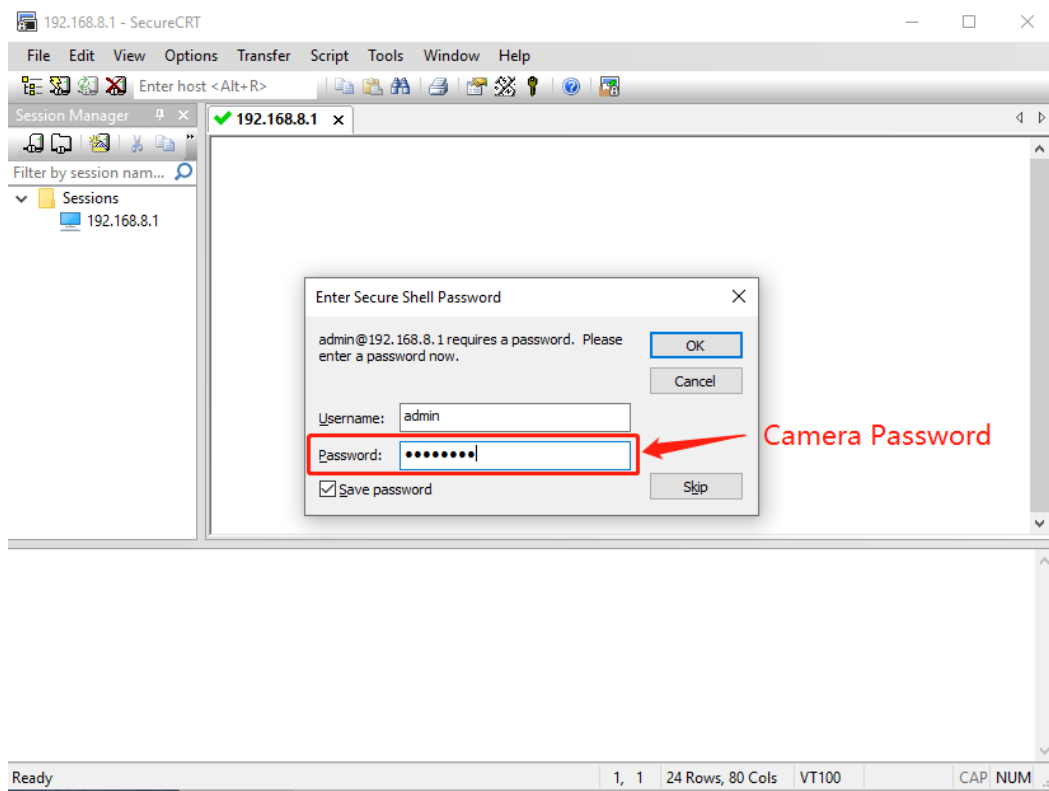 192.168.8.1 - SecureCRT
File Edit View Options Transfer Script Tools Window Help
Enter host <Alt+R>
Session Manager
192.168.8.1
Filter by session nam...
Sessions
192.168.8.1
Enter Secure Shell Password
admin@192.168.8.1 requires a password. Please
enter a password now.
OK
Cancel
Username: admin
Password: ••••••••
Camera Password
Save password
Skip
Ready 1, 1 24 Rows, 80 Cols VT100 CAP NUM